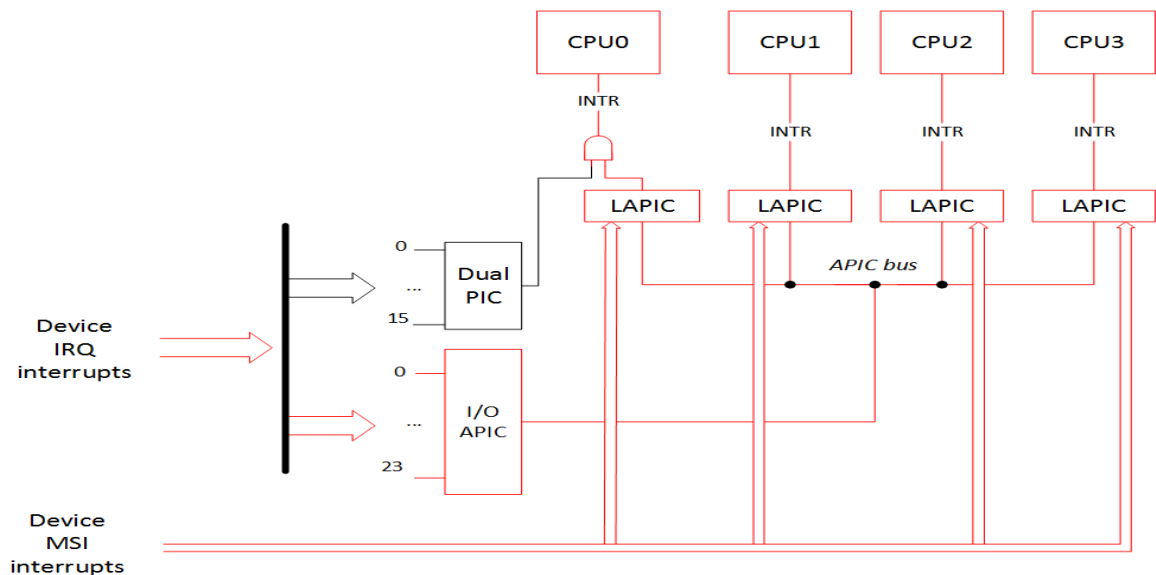 CPU0
CPU1
CPU2
CPU3
INTR
INTR
INTR
INTR
LAPIC
LAPIC
LAPIC
LAPIC
0
...
15
Dual
PIC
APIC bus
Device
IRQ
interrupts
0
...
23
I/O
APIC
Device
MSI
interrupts